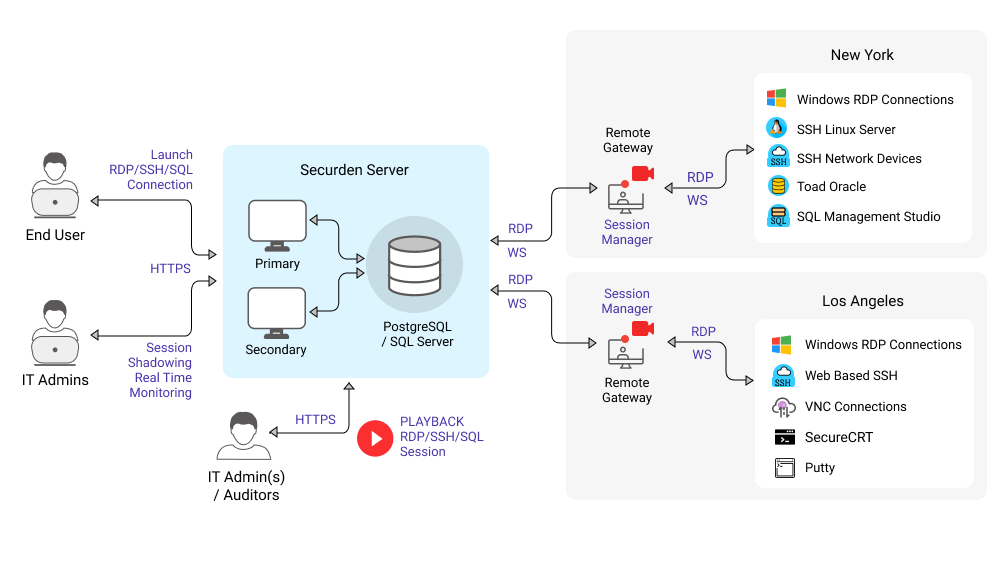 Launch
RDP/SSH/SQL
Connection
End User
HTTPS
IT Admins
Session
Shadowing
Real Time
Monitoring
Securden Server
Primary
Secondary
PostgreSQL
/ SQL Server
HTTPS
PLAYBACK
RDP/SSH/SQL
Session
IT Admin(s)
/ Auditors
RDP
WS
RDP
WS
New York
Remote
Gateway
Session
Manager
RDP
WS
Windows RDP Connections
SSH Linux Server
SSH
SSH Network Devices
Toad Oracle
SQL
SQL Management Studio
Los Angeles
Session
Manager
Remote
Gateway
RDP
WS
Windows RDP Connections
SSH
Web Based SSH
VNC Connections
SecureCRT
Putty